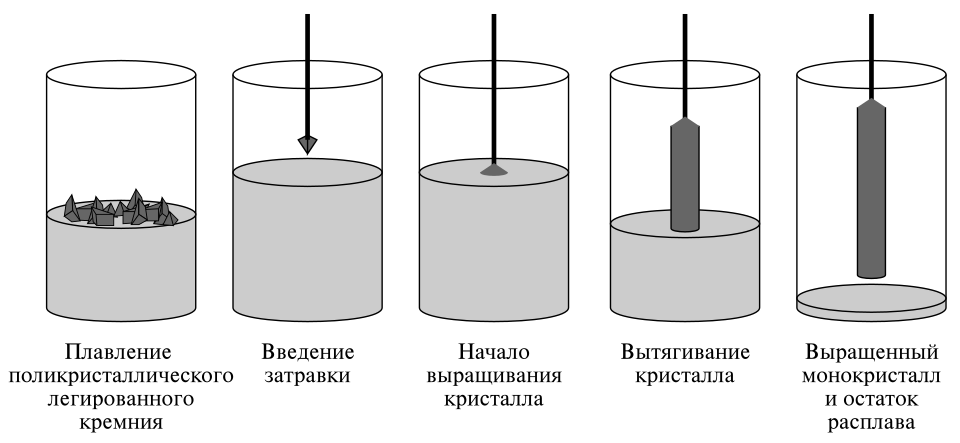 Плавление
поликристаллического
легированного
кремния
Введение
затравки
Начало
выращивания
кристалла
Вытягивание
кристалла
Выращенный
монокристалл
и остаток
расплава